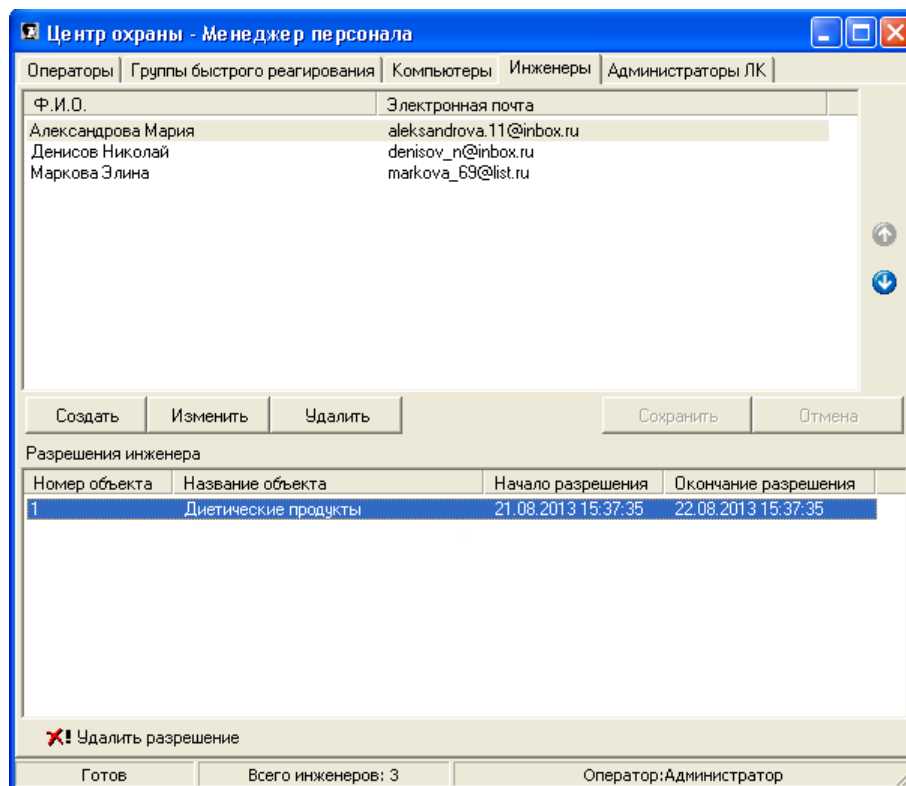 Центр охраны - Менеджер персонала
Операторы Группы быстрого реагирования Компьютеры Инженеры Администраторы ЛК
Ф.И.О. Электронная почта
Александрова Мария aleksandrova.11@inbox.ru
Денисов Николай denisov_n@inbox.ru
Маркова Элина markova_69@list.ru
Создать Изменить Удалить Сохранить Отмена
Разрешения инженера
Номер объекта Название объекта Начало разрешения Окончание разрешения
1 Диетические продукты 21.08.2013 15:37:35 22.08.2013 15:37:35
Удалить разрешение
Готов Всего инженеров: 3 Оператор:Администратор